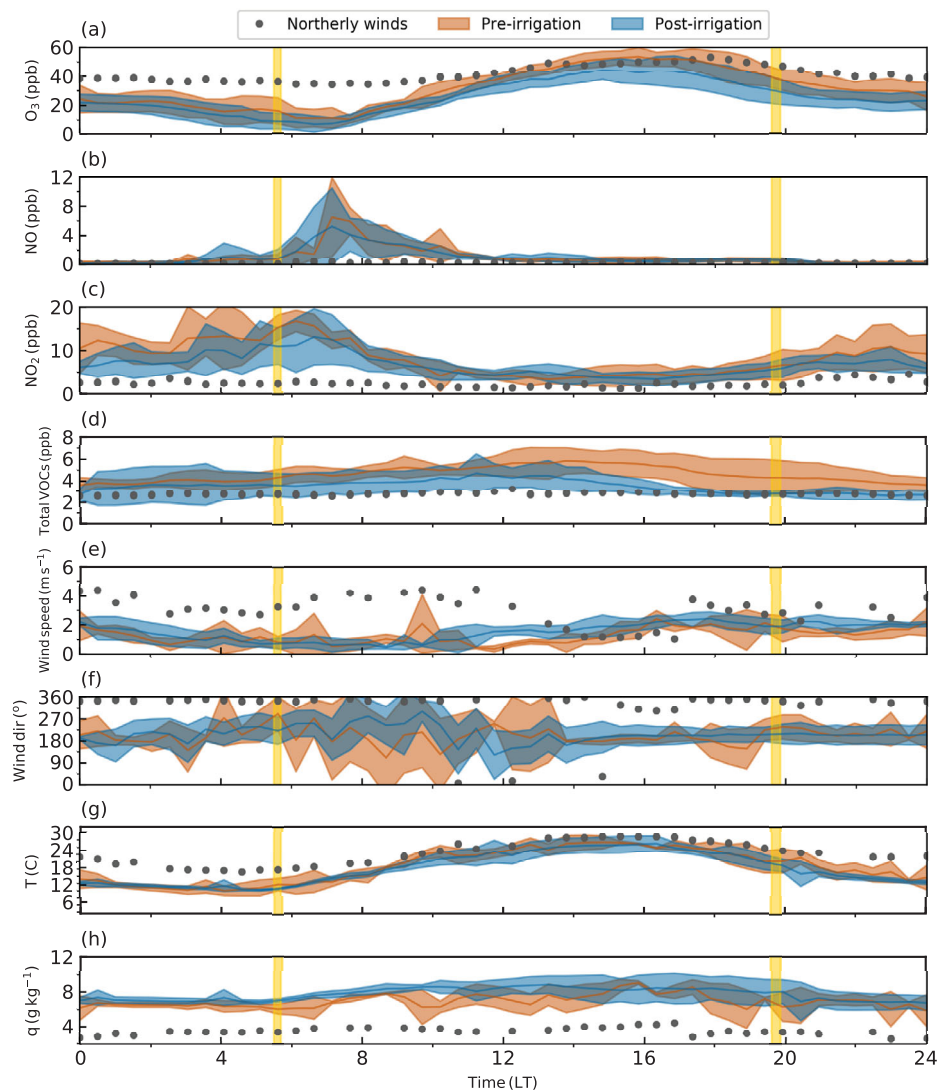 Northerly winds Pre-irrigation Post-irrigation
(a)
O3 (ppb)
60
40
20
0
(b)
NO (ppb)
12
8
4
0
(c)
NO2 (ppb)
20
10
0
(d)
Total VOCs (ppb)
8
6
4
2
0
(e)
Wind speed (m s−1)
6
4
2
0
(f)
Wind dir (o)
360
270
180
90
0
(g)
T (C)
30
24
18
12
6
(h)
q (g kg−1)
12
8
4
0 4 8 12 16 20 24
Time (LT)